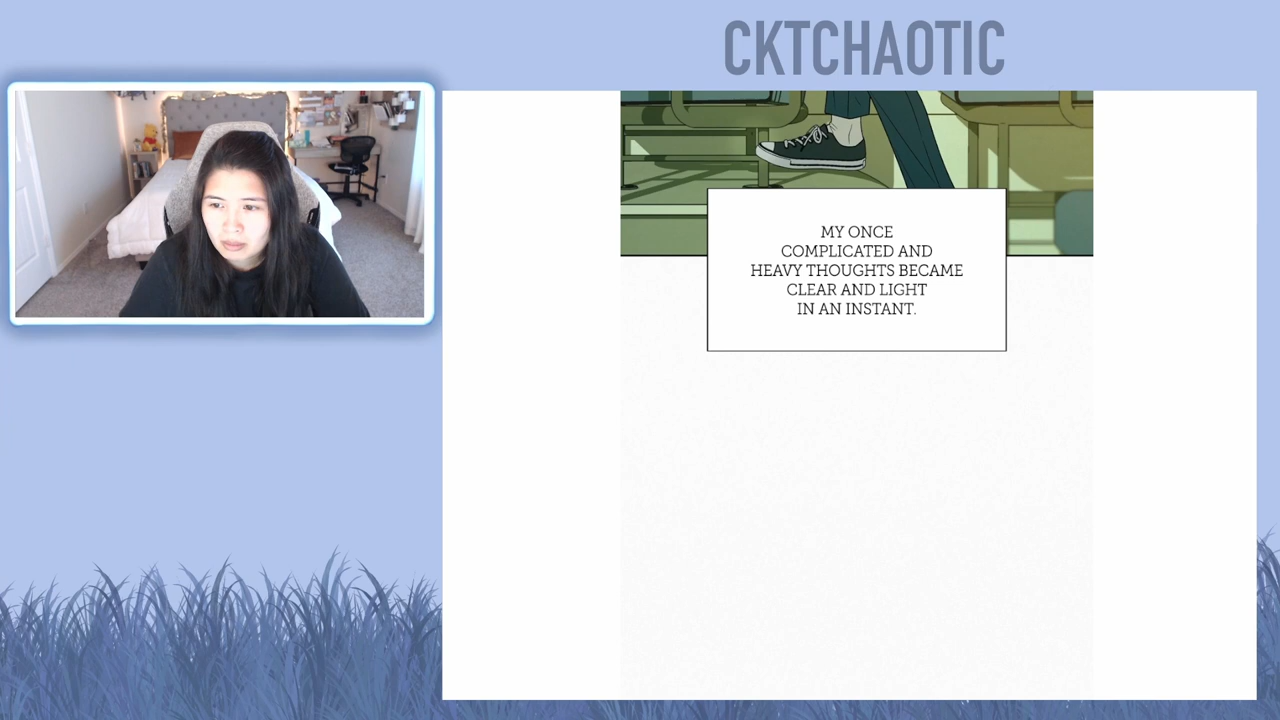 CKTCHAOTIC
MY ONCE
COMPLICATED AND
HEAVY THOUGHTS BECAME
CLEAR AND LIGHT
IN AN INSTANT.